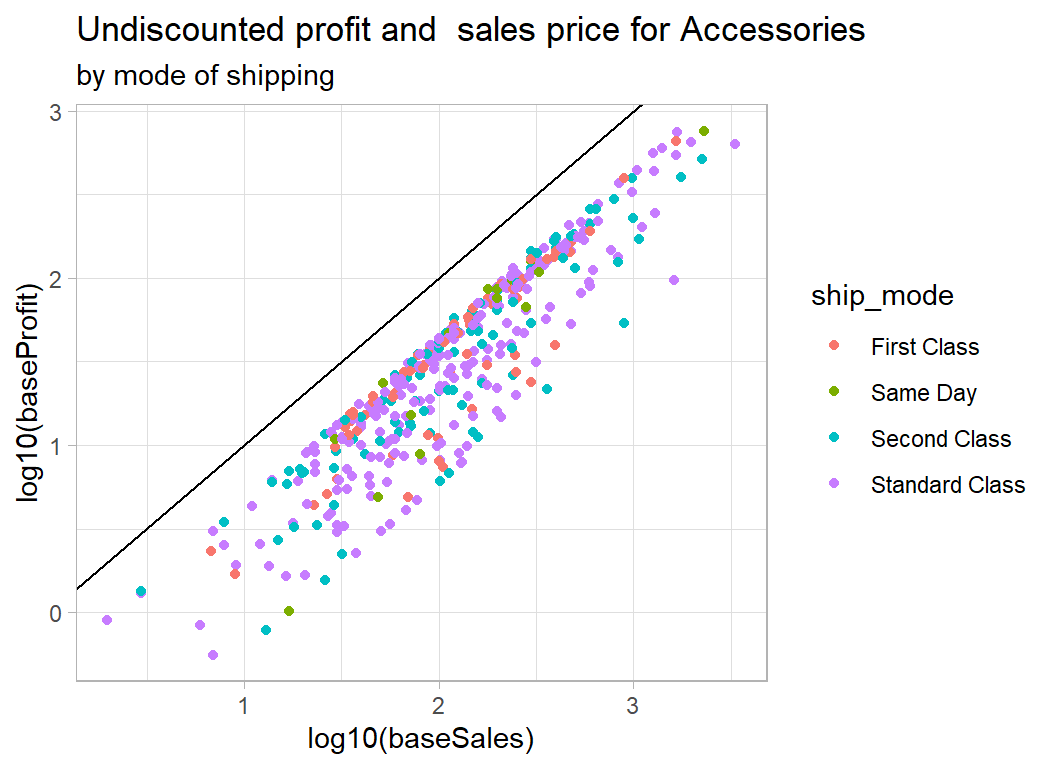 Undiscounted profit and  sales price for Accessories
by mode of shipping
3
2
1
0
log10(baseProfit)
1
2
3
log10(baseSales)
ship_mode
First Class
Same Day
Second Class
Standard Class